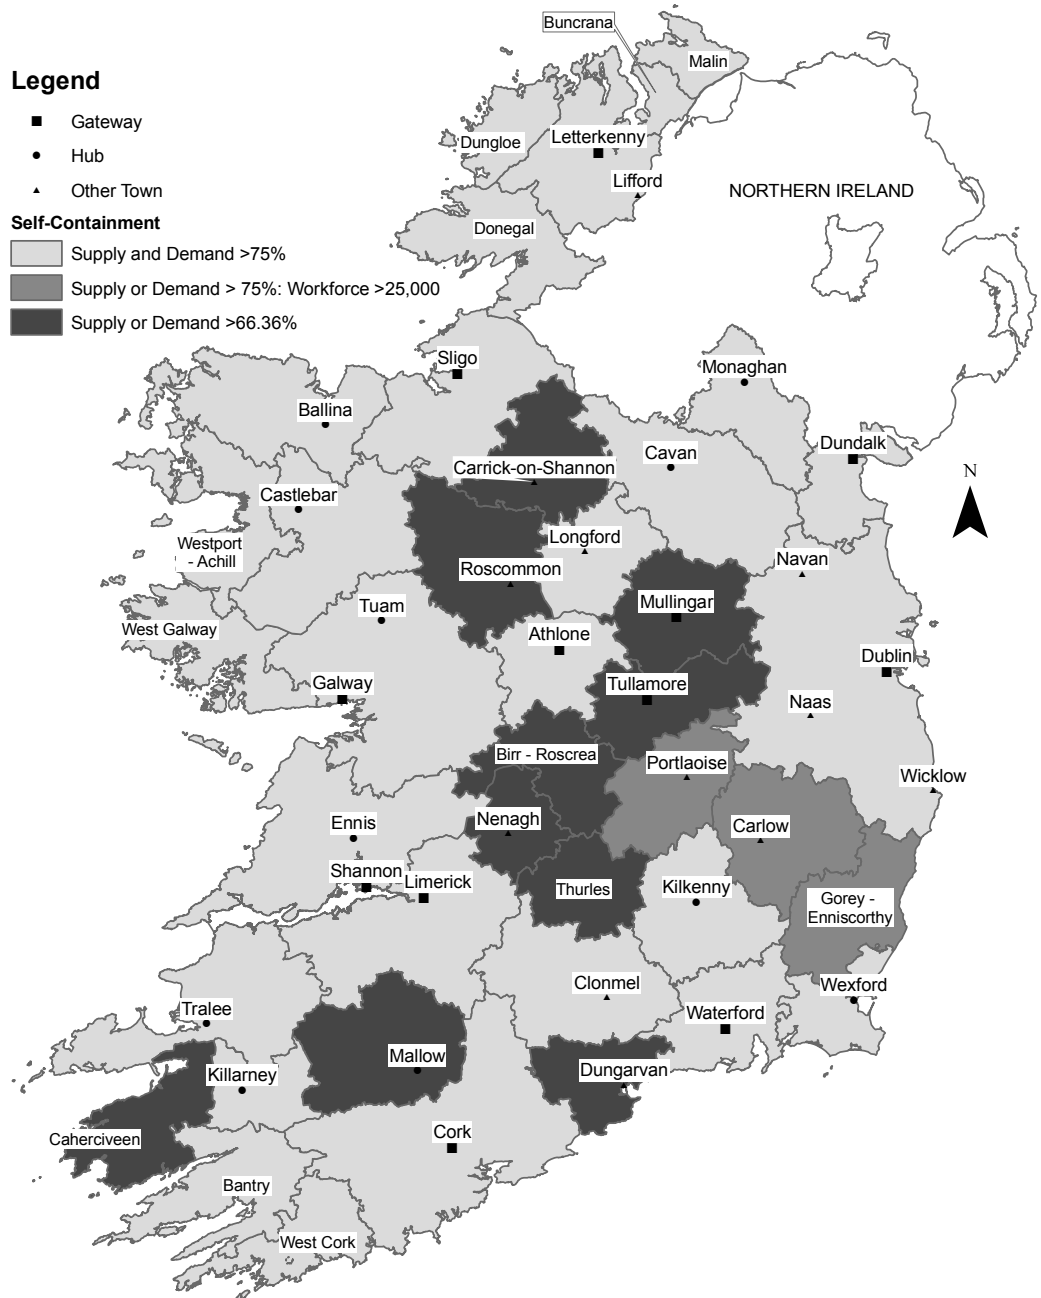 Buncrana
Malin
Legend
Gateway
Hub
Other Town
Self-Containment
Supply and Demand >75%
Supply or Demand > 75%: Workforce >25,000
Supply or Demand >66.36%
Dungloe
Letterkenny
Lifford
NORTHERN IRELAND
Donegal
Sligo
Monaghan
Ballina
Dundalk
Cavan
Carrick-on-Shannon
N
Castlebar
Longford
Westport
- Achill
Navan
Roscommon
Mullingar
Tuam
West Galway
Athlone
Dublin
Galway
Tullamore
Naas
Birr - Roscrea
Portlaoise
Wicklow
Ennis
Nenagh
Carlow
Shannon
Limerick
Thurles
Kilkenny
Gorey -
Enniscorthy
Clonmel
Wexford
Tralee
Waterford
Mallow
Killarney
Dungarvan
Caherciveen
Cork
Bantry
West Cork